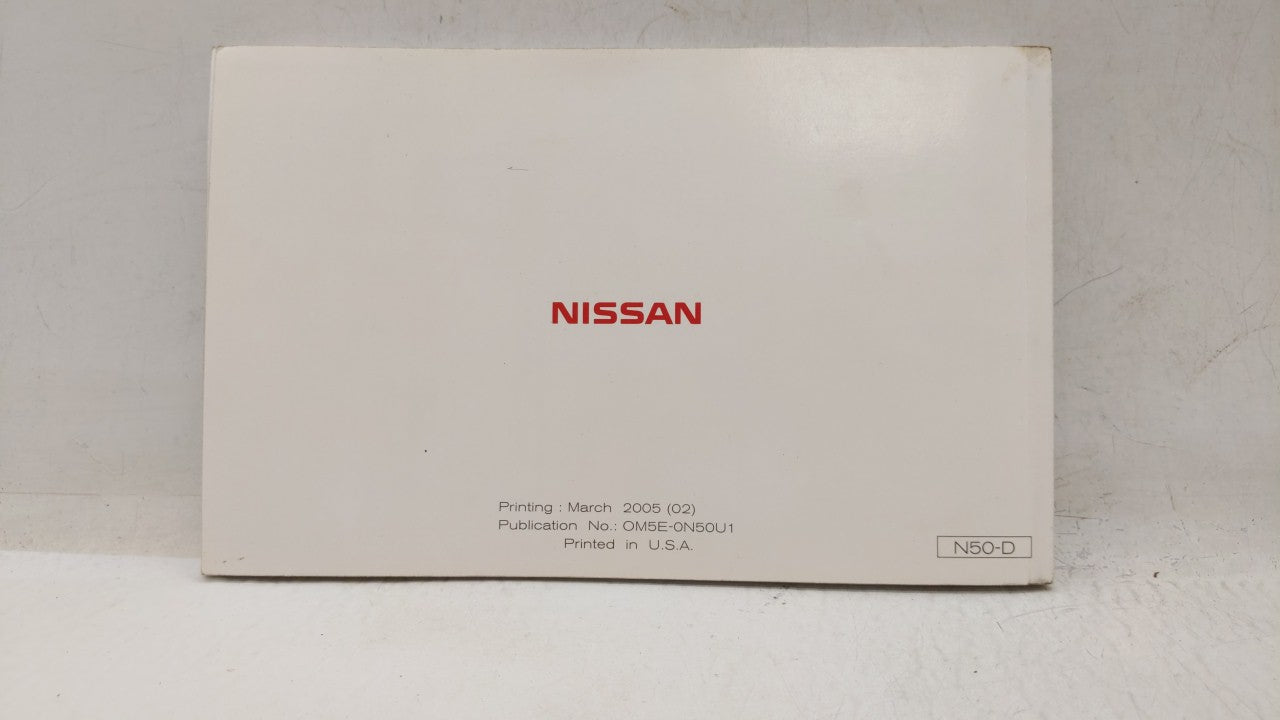 NISSAN
Printing : March 2005 (02)
Publication No.: OM5E-0N50U1
Printed in U.S.A.
N50-D